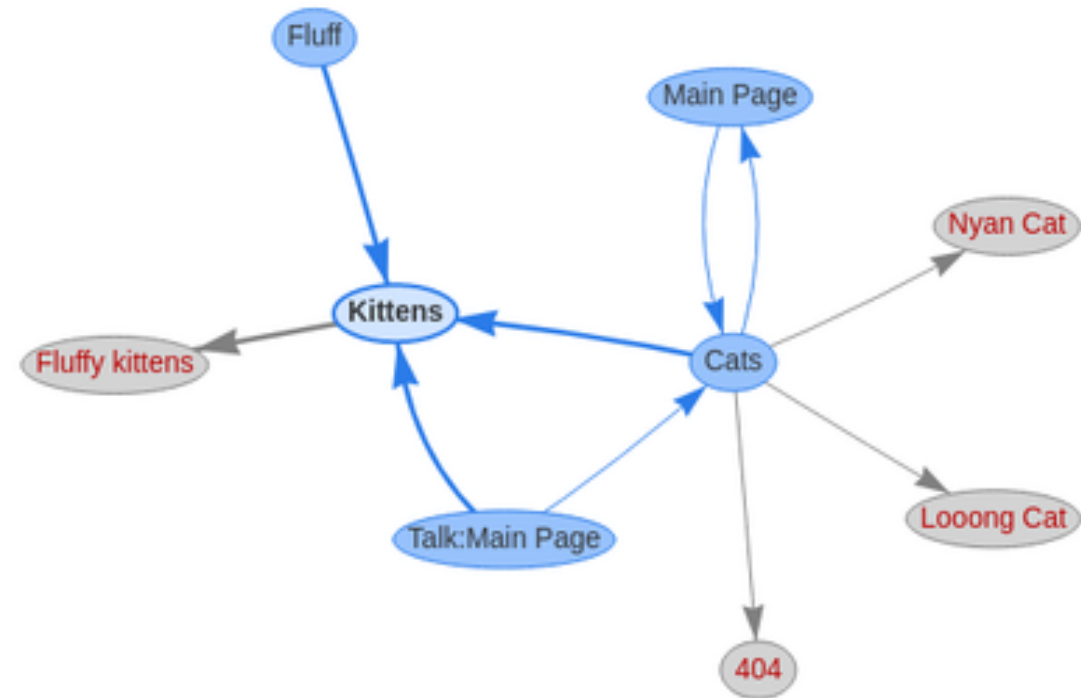 Fluff
Main Page
Nyan Cat
Kittens
Fluffy kittens
Cats
Looong Cat
Talk:Main Page
404